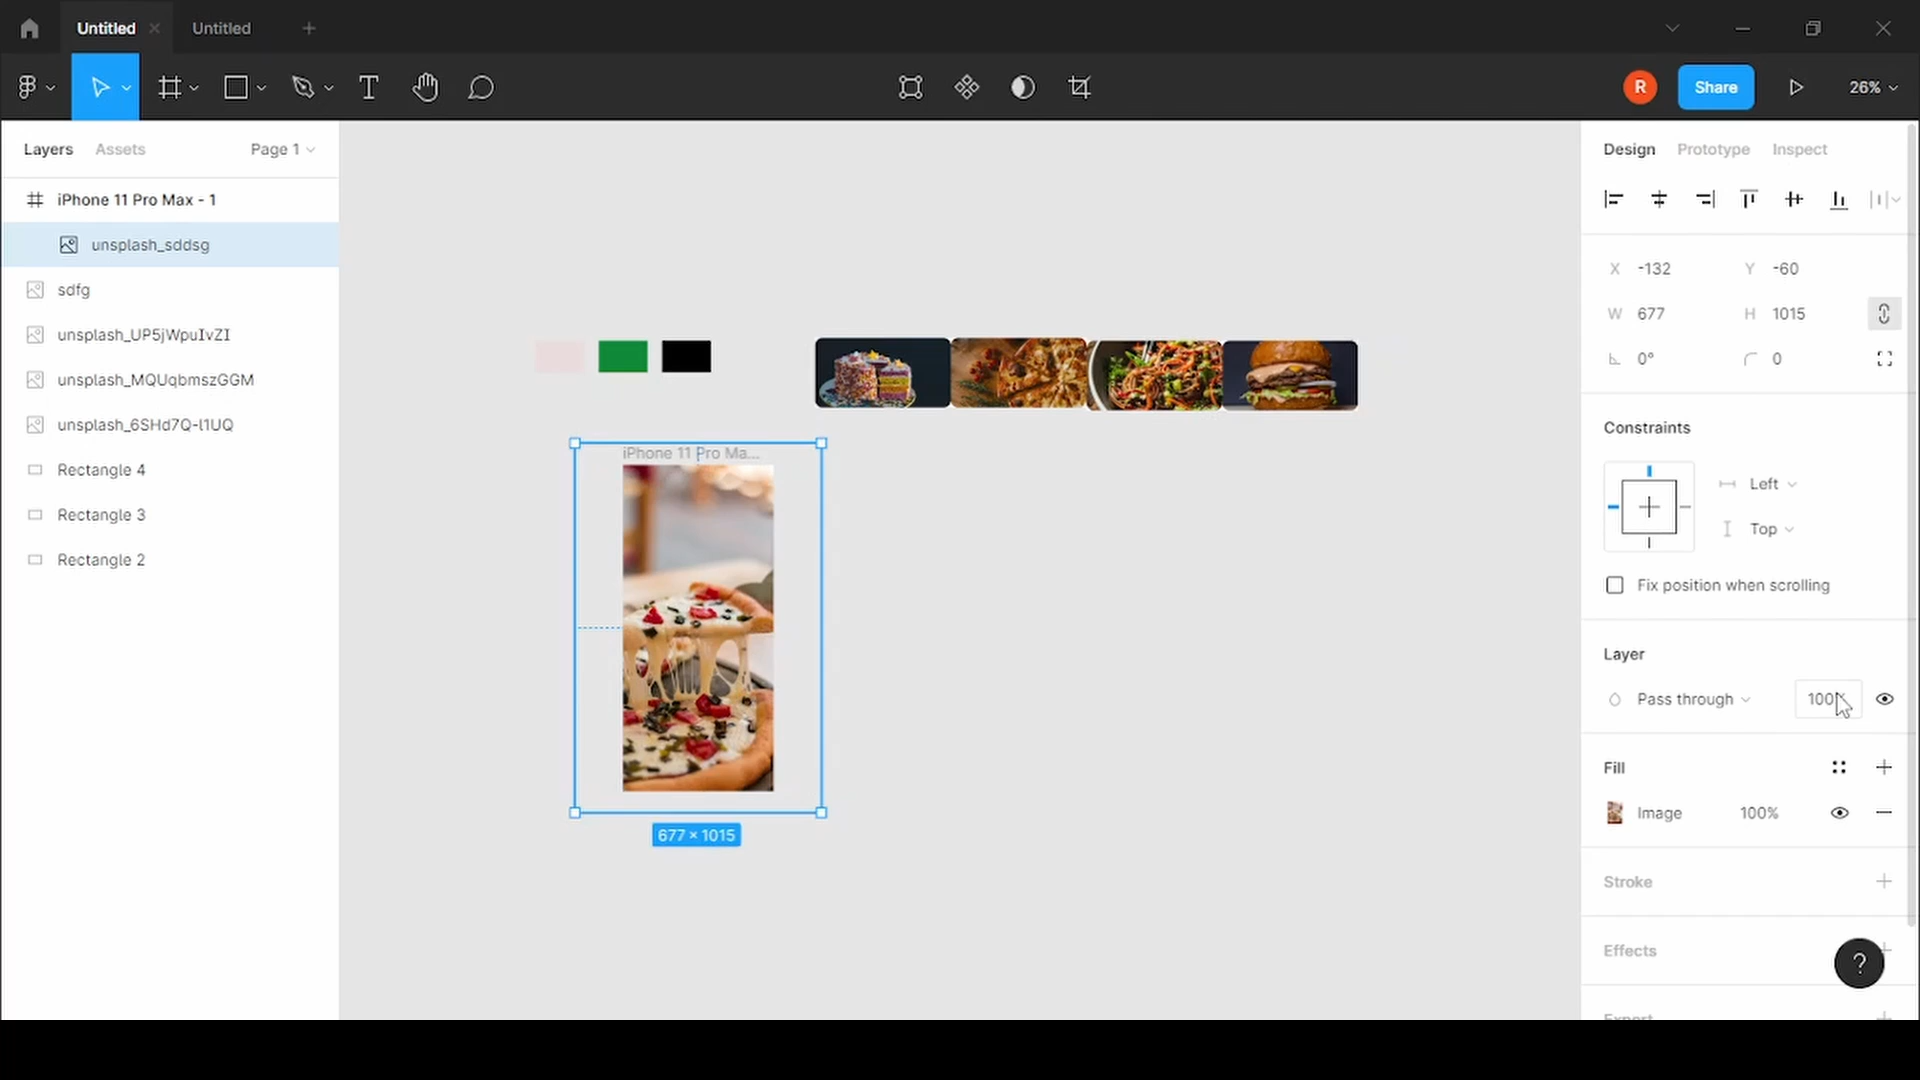 Untitled
Untitled
R
Share
26%
Layers
Assets
Page 1
iPhone 11 Pro Max - 1
unsplash_sddsg
sdfg
unsplash_UP5jWpuIvZI
unsplash_MQUqbmszGGM
unsplash_6SHd7Q-l1UQ
Rectangle 4
Rectangle 3
Rectangle 2
iPhone 11 Pro Ma...
677 × 1015
Design
Prototype
Inspect
X -132
Y -60
W 677
H 1015
0°
0
Constraints
Left
Top
Fix position when scrolling
Layer
Pass through
100%
Fill
Image
100%
Stroke
Effects
?
Export